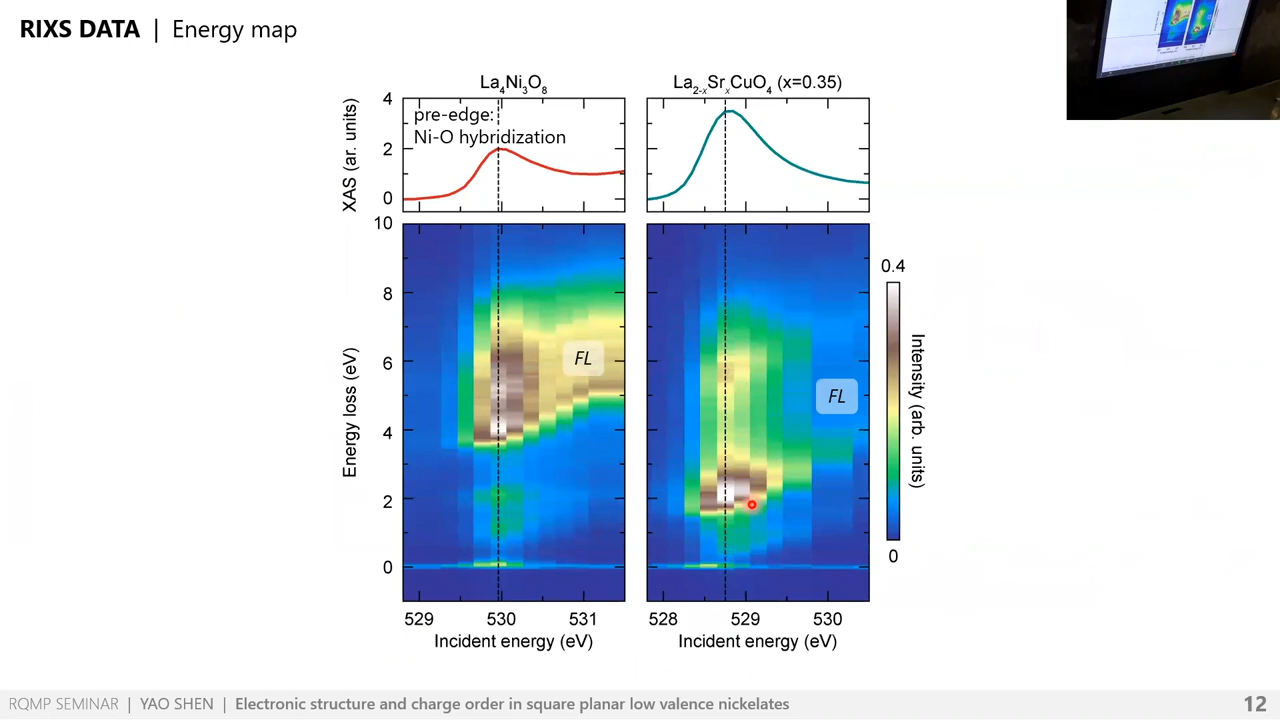 RIXS DATA | Energy map
La₄Ni₃O₈
La₂₋ₓSrₓCuO₄ (x=0.35)
pre-edge:
Ni-O hybridization
XAS (ar. units)
4
2
0
Energy loss (eV)
10
8
6
4
2
0
FL
FL
0.4
Intensity (arb. units)
0
529 530 531
528 529 530
Incident energy (eV)
Incident energy (eV)
RQMP SEMINAR | YAO SHEN | Electronic structure and charge order in square planar low valence nickelates
12